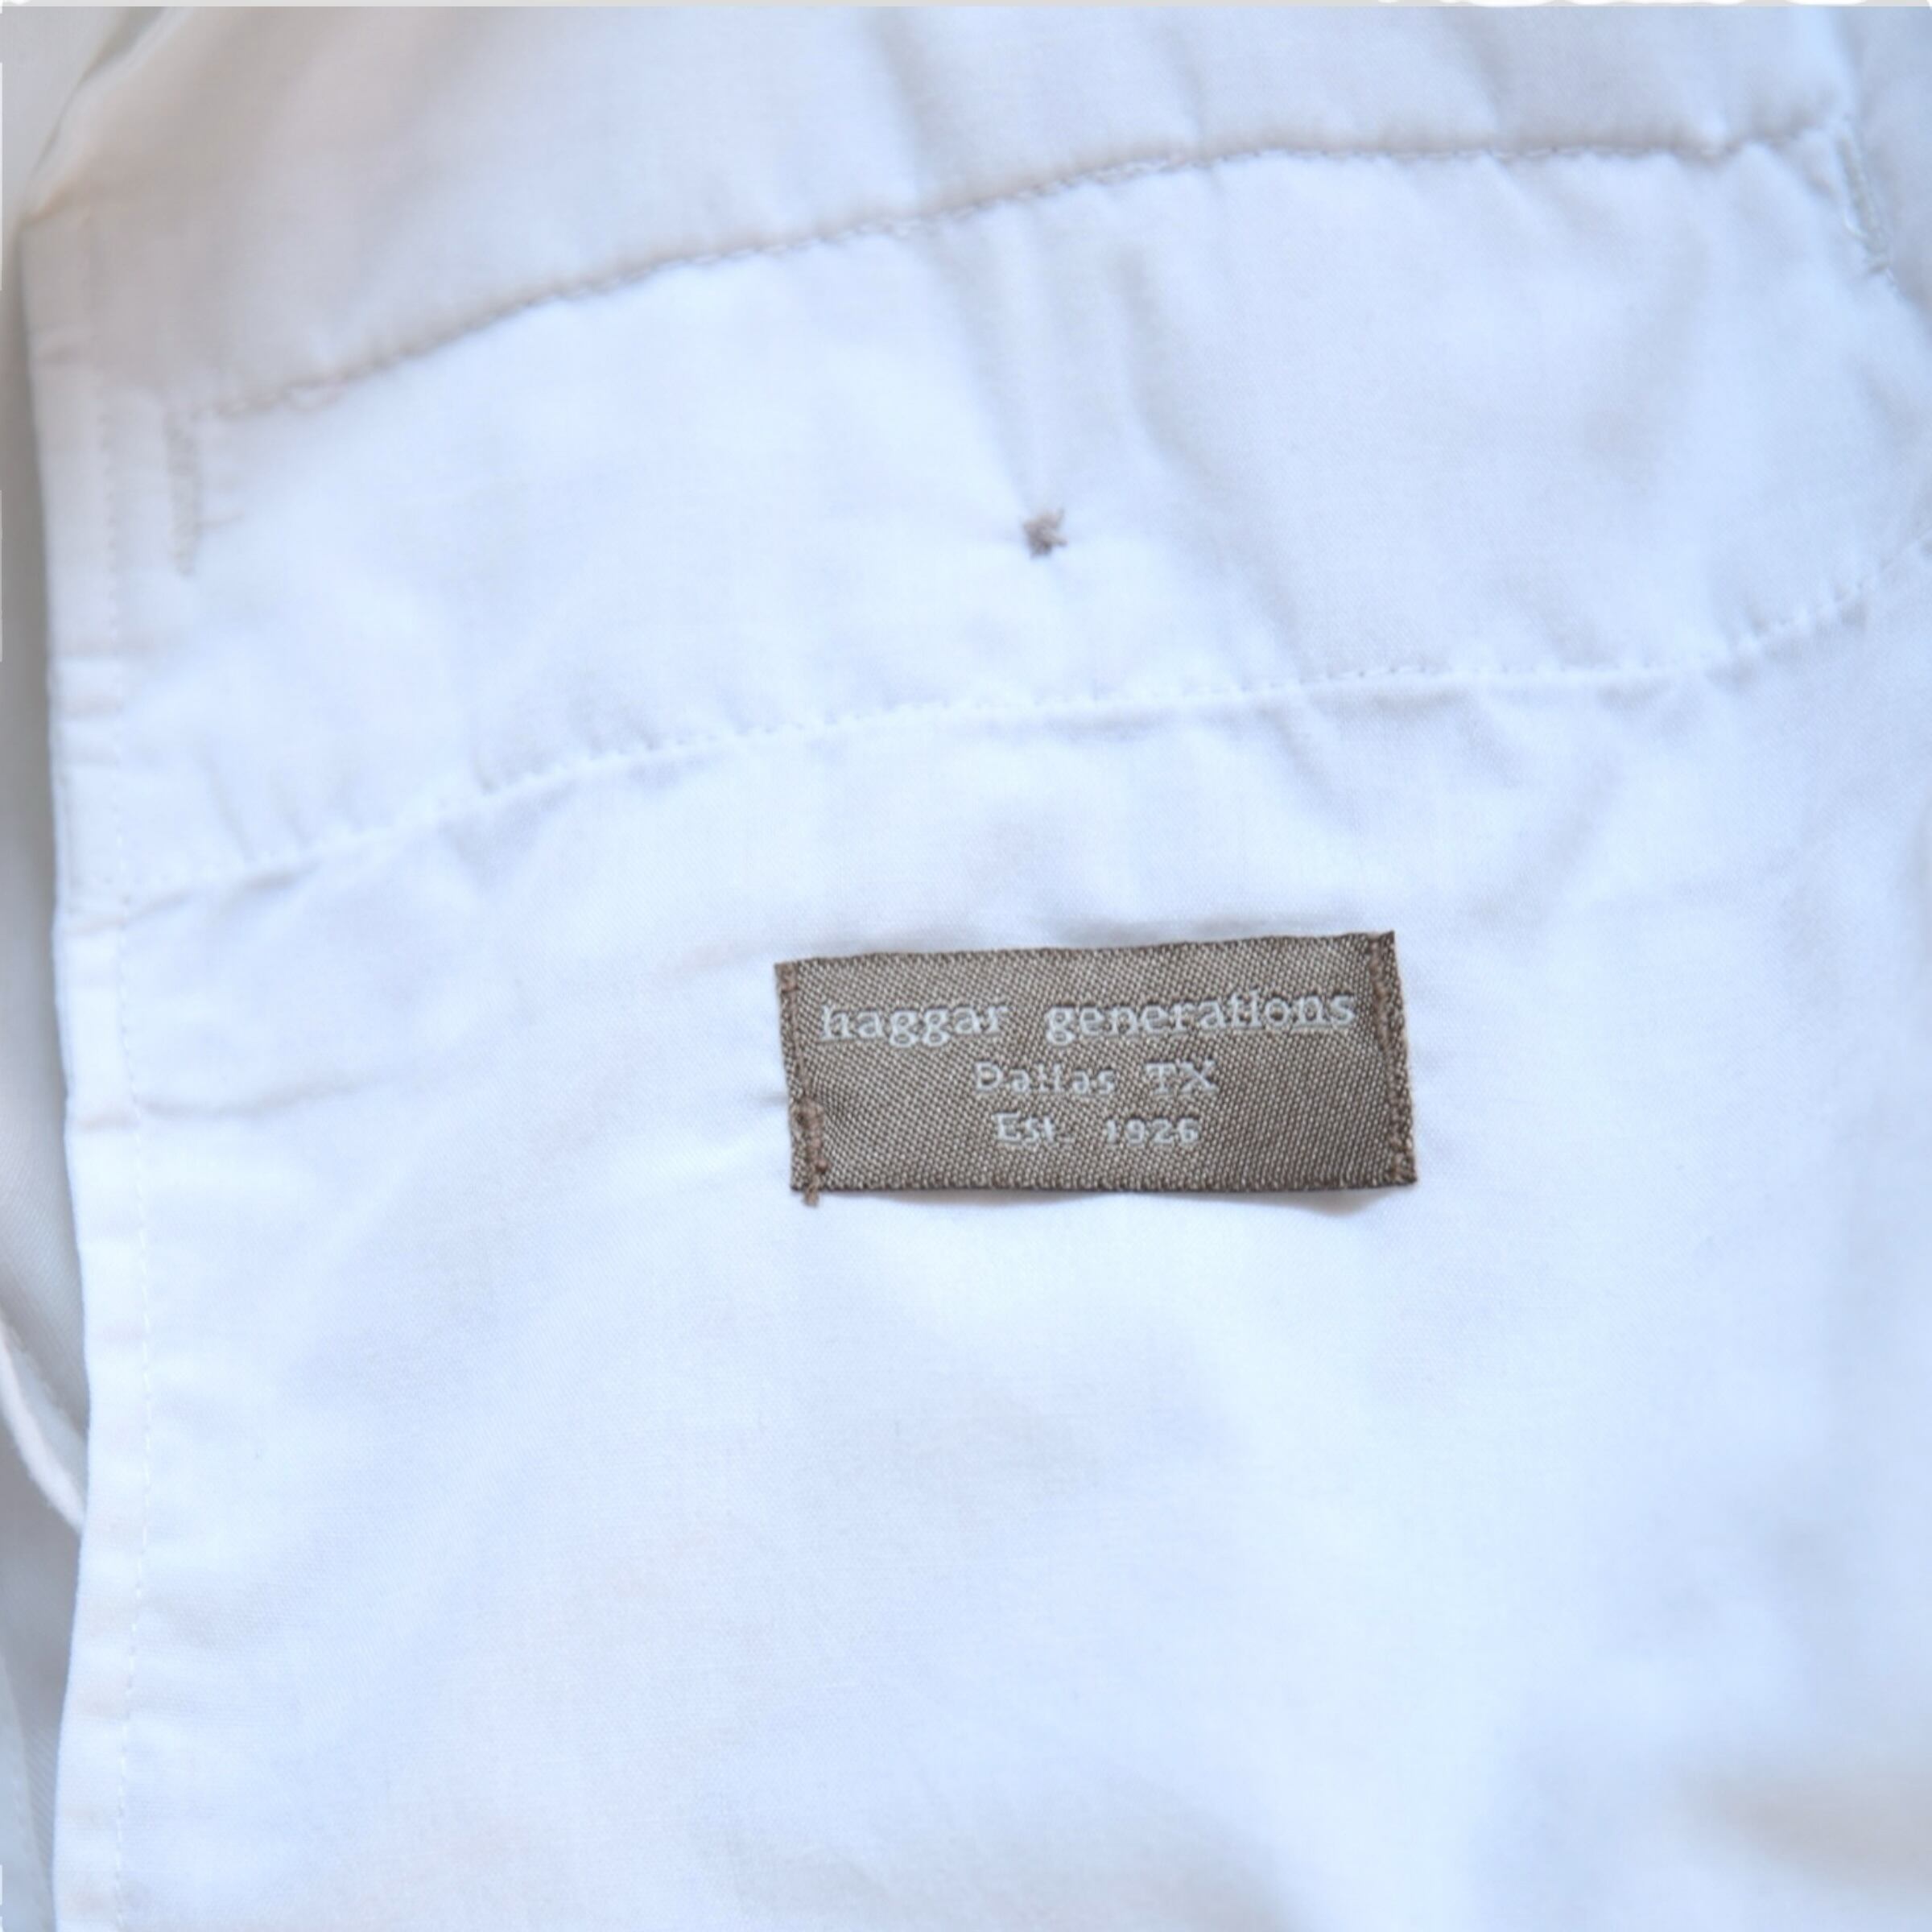 haggar generations
Dallas TX
Est. 1926